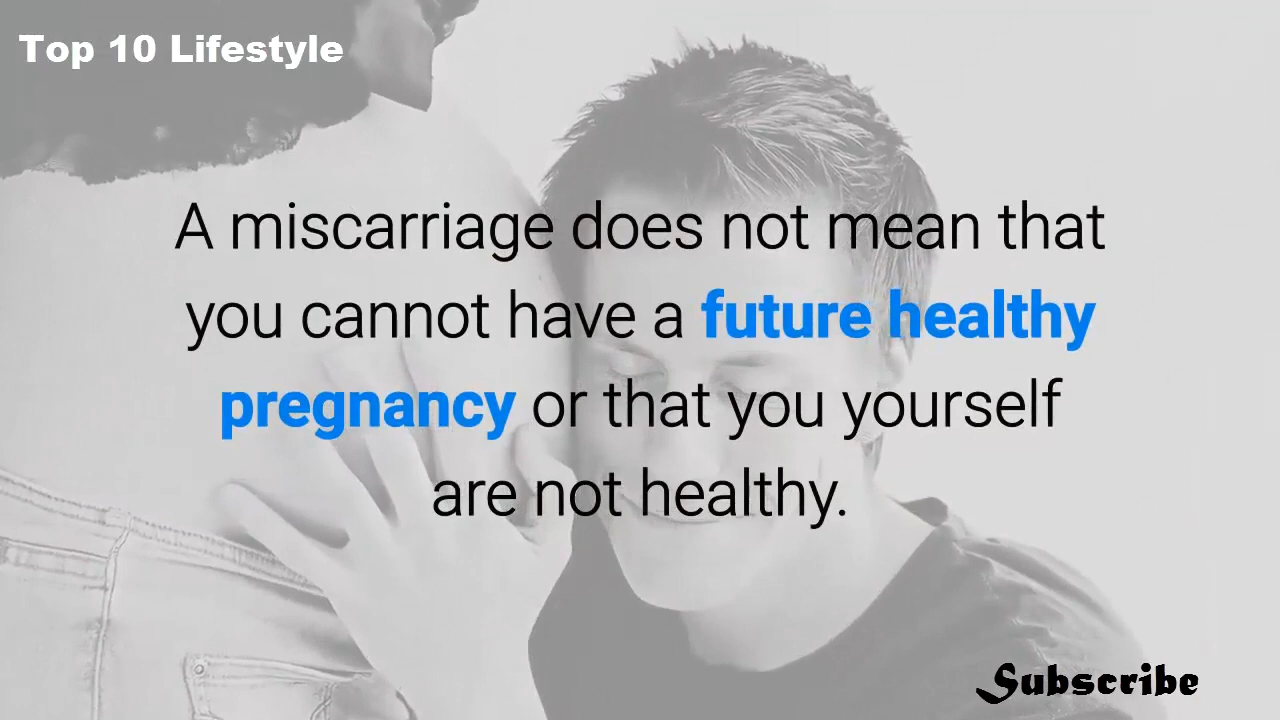 Top 10 Lifestyle
A miscarriage does not mean that
you cannot have a future healthy
pregnancy or that you yourself
are not healthy.
Subscribe